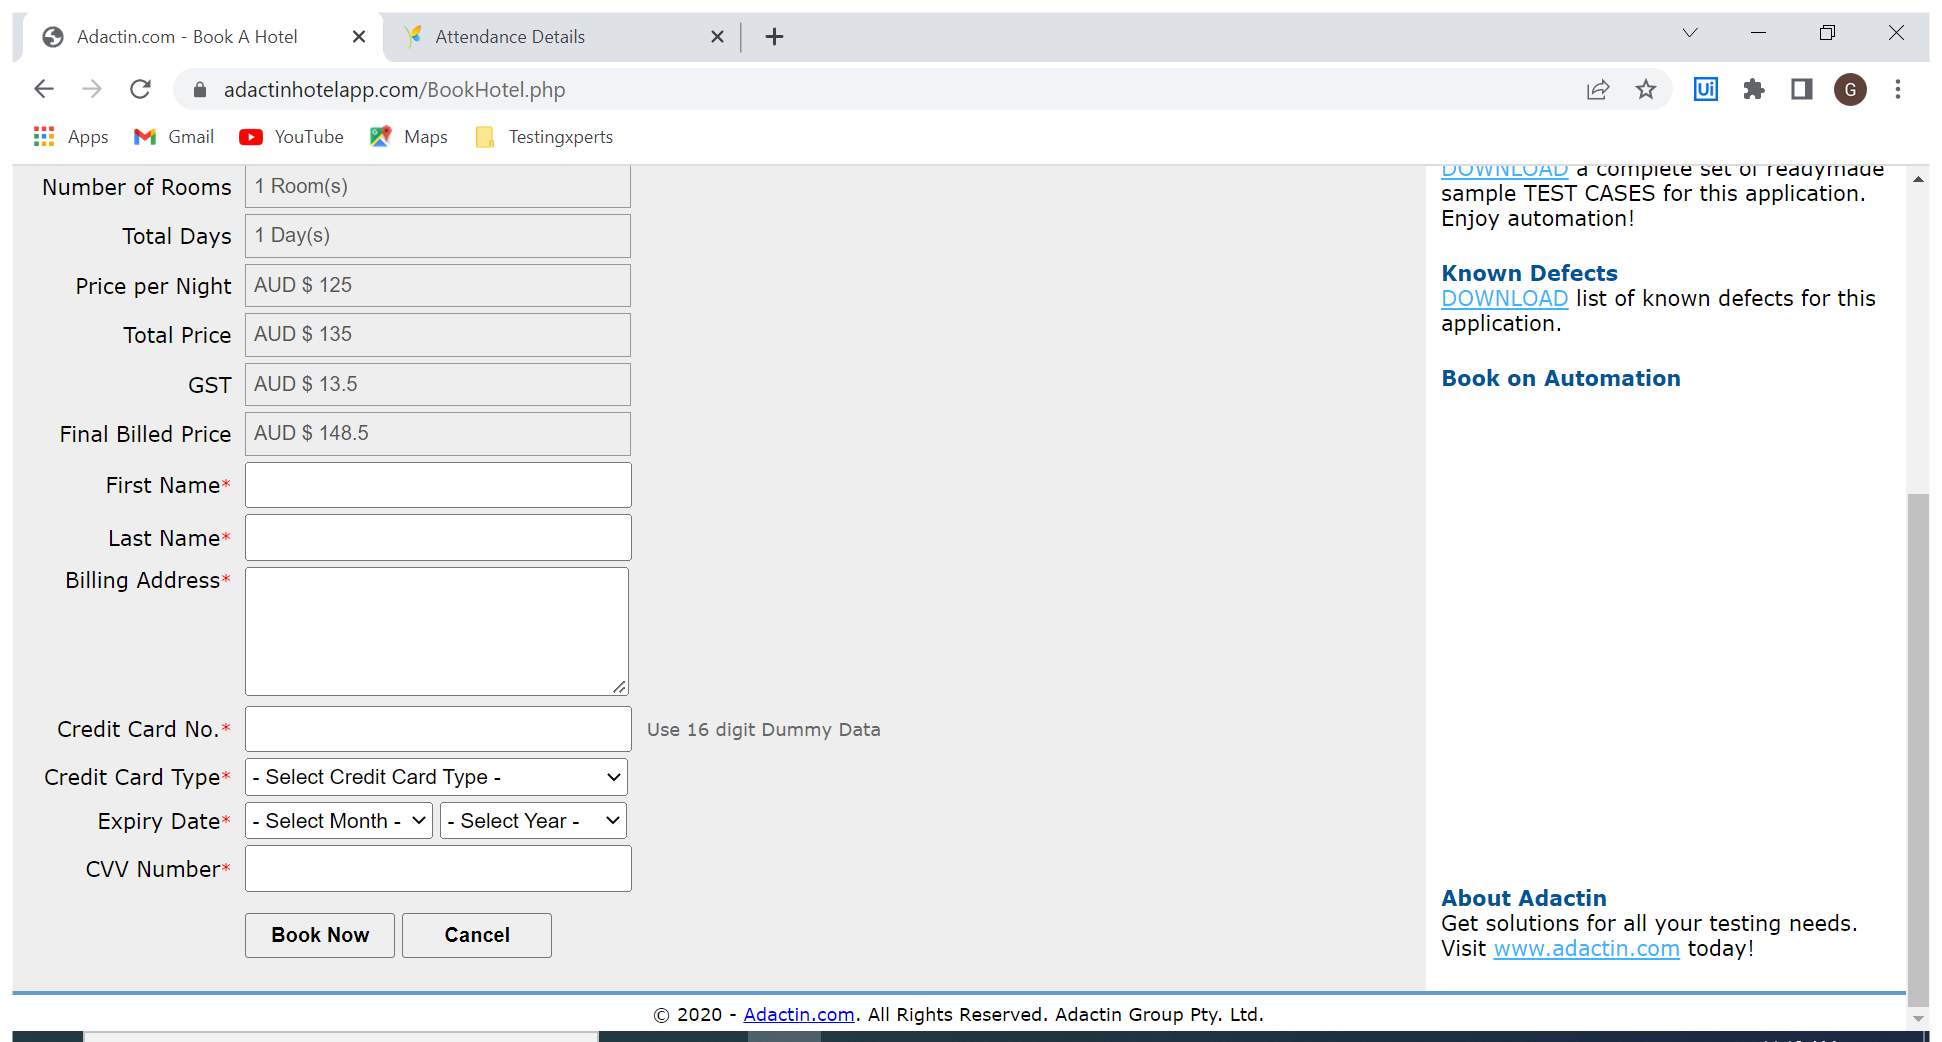 Adactin.com - Book A Hotel
Attendance Details
adactinhotelapp.com/BookHotel.php
Ui
G
Apps
Gmail
YouTube
Maps
Testingxperts
Number of Rooms
1 Room(s)
Total Days
1 Day(s)
Price per Night
AUD $ 125
Total Price
AUD $ 135
GST
AUD $ 13.5
Final Billed Price
AUD $ 148.5
First Name*
Last Name*
Billing Address*
Credit Card No.*
Use 16 digit Dummy Data
Credit Card Type*
- Select Credit Card Type -
Expiry Date*
- Select Month -
- Select Year -
CVV Number*
Book Now
Cancel
DOWNLOAD a complete set of readymade
sample TEST CASES for this application.
Enjoy automation!
Known Defects
DOWNLOAD list of known defects for this
application.
Book on Automation
About Adactin
Get solutions for all your testing needs.
Visit www.adactin.com today!
© 2020 - Adactin.com. All Rights Reserved. Adactin Group Pty. Ltd.